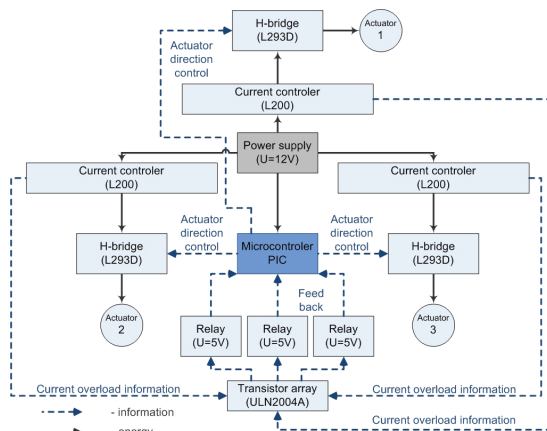 H-bridge
(L293D)
Actuator
1
Actuator
direction
control
Current controler
(L200)
Power supply
(U=12V)
Current controler
(L200)
Current controler
(L200)
Actuator
direction
control
Actuator
direction
control
H-bridge
(L293D)
Microcontroler
PIC
H-bridge
(L293D)
Feed
back
Actuator
2
Actuator
3
Relay
(U=5V)
Relay
(U=5V)
Relay
(U=5V)
Current overload information
Transistor array
(ULN2004A)
Current overload information
- information
Current overload information
- energy